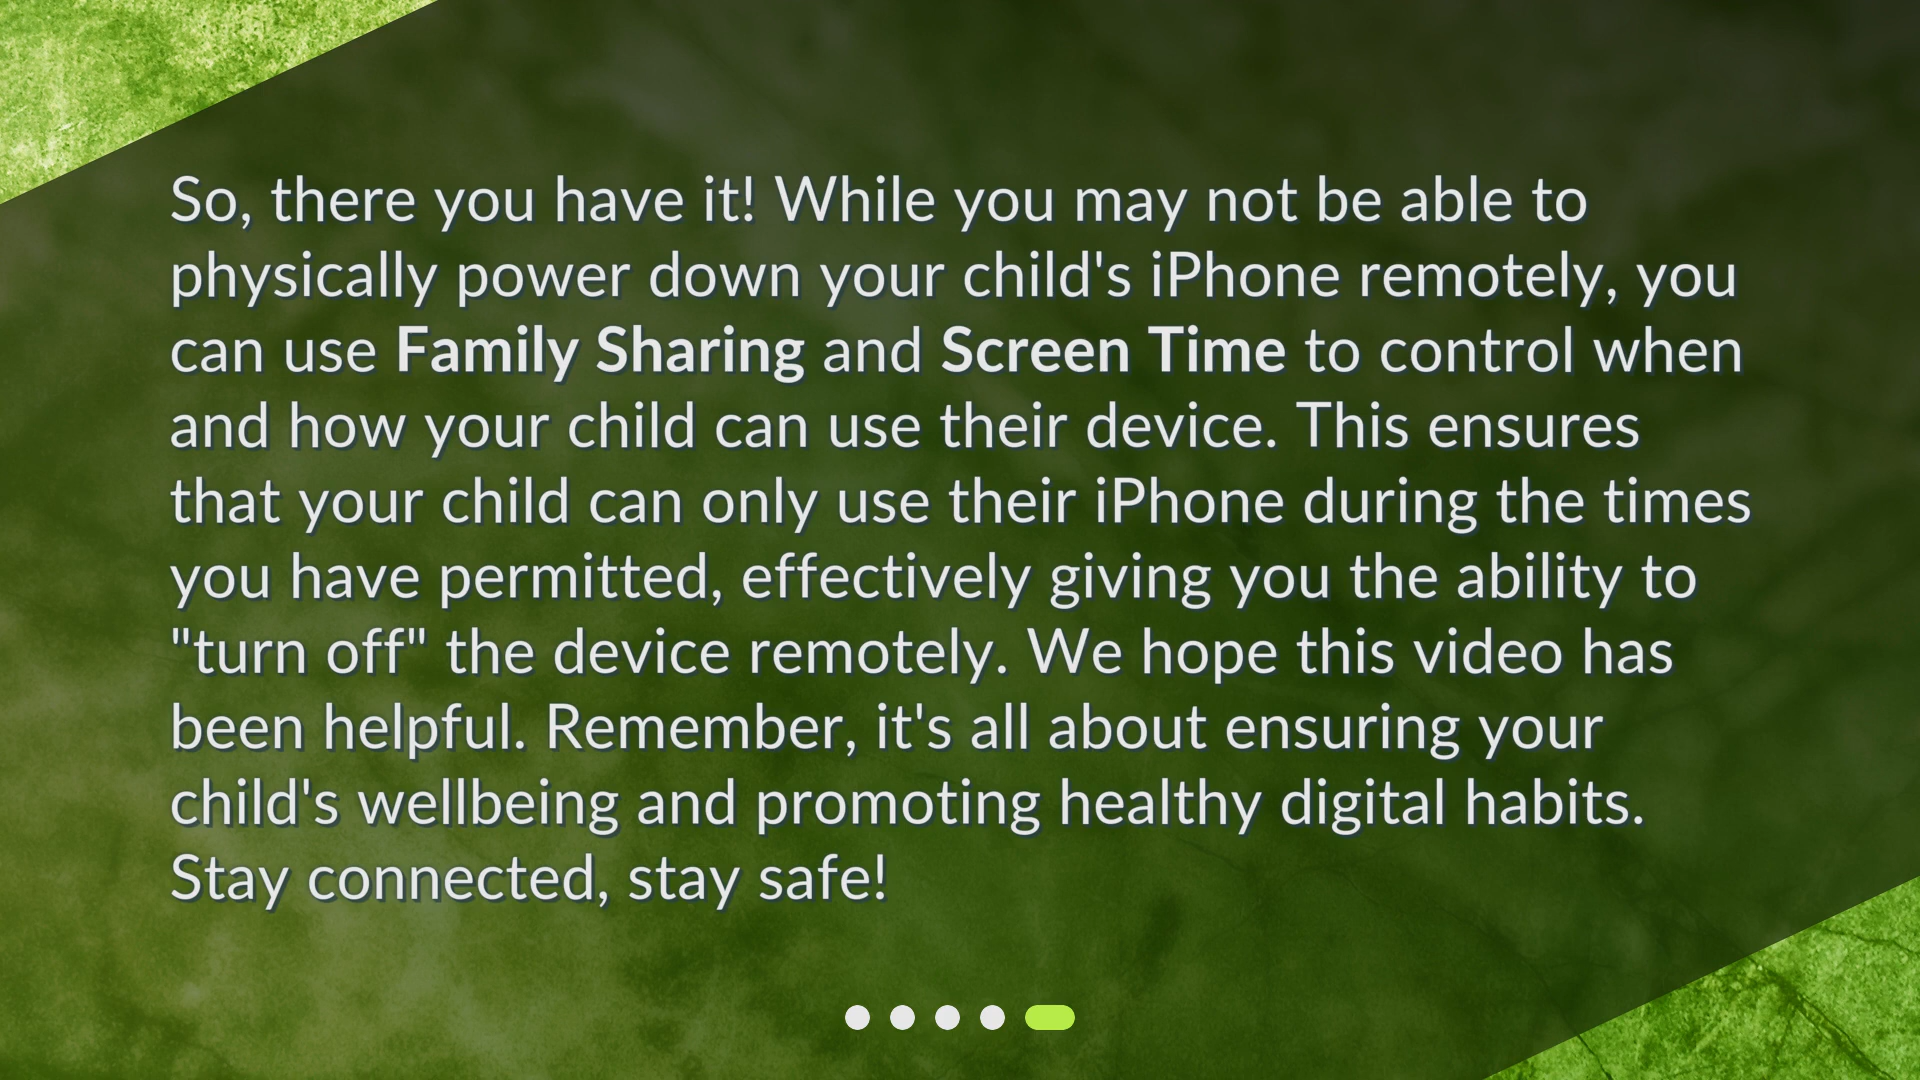 So, there you have it! While you may not be able to
physically power down your child's iPhone remotely, you
can use Family Sharing and Screen Time to control when
and how your child can use their device. This ensures
that your child can only use their iPhone during the times
you have permitted, effectively giving you the ability to
"turn off" the device remotely. We hope this video has
been helpful. Remember, it's all about ensuring your
child's wellbeing and promoting healthy digital habits.
Stay connected, stay safe!